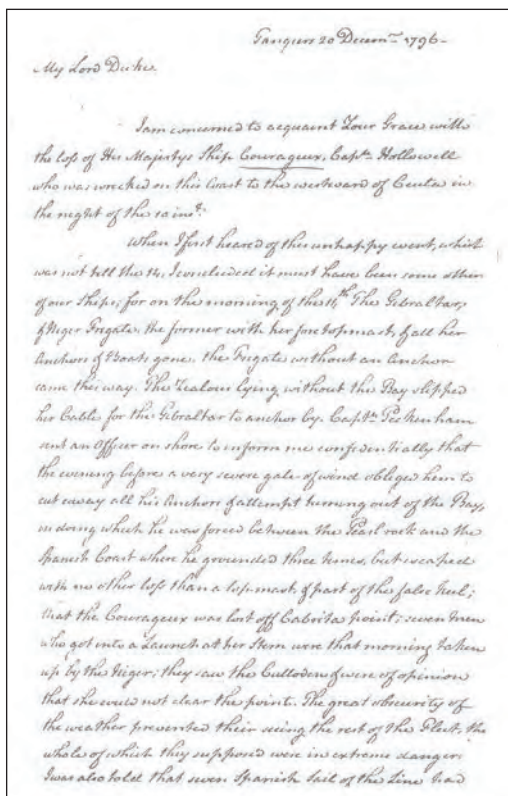 Tangiers 20 Decemr. 1796-
My Lord Duke.
I am concerned to acquaint Your Grace with
the loss of His Majestys Ship Courageux, Captn. Hallowell
who was wrecked on this Coast to the westward of Ceuta in
the night of the 10 inst.
When I first heard of this unhappy event, which
was not till the 14, I concluded it must have been some other
of our Ships; for on the morning of the 11th The Gibraltar,
& Niger Frigate, the former with her foretopmast, & all her
Anchors & Boats gone, the Frigate without an Anchor
came this way. The Zealous lying without the Bay slipped
her Cable for the Gibraltar to anchor by. Captn. Packenham
sent an Officer on shore to inform me confidentially that
the evening before a very severe gale of wind obliged him to
cut away all his Anchors & attempt turning out of the Bay,
in doing which he was forced between the Pearl rock and the
Spanish Coast where he grounded three times, but escaped
with no other loss than a topmast, & part of the false keel;
that the Courageux was lost off Cabrita point; seven men
who got into a Launch at her Stern were that morning taken
up by the Niger; they saw the Culloden & were of opinion
that she would not clear the point. The great obscurity of
the weather prevented their seeing the rest of the Fleet, the
whole of which they supposed were in extreme danger.
I was also told that seven Spanish Sail of the Line had